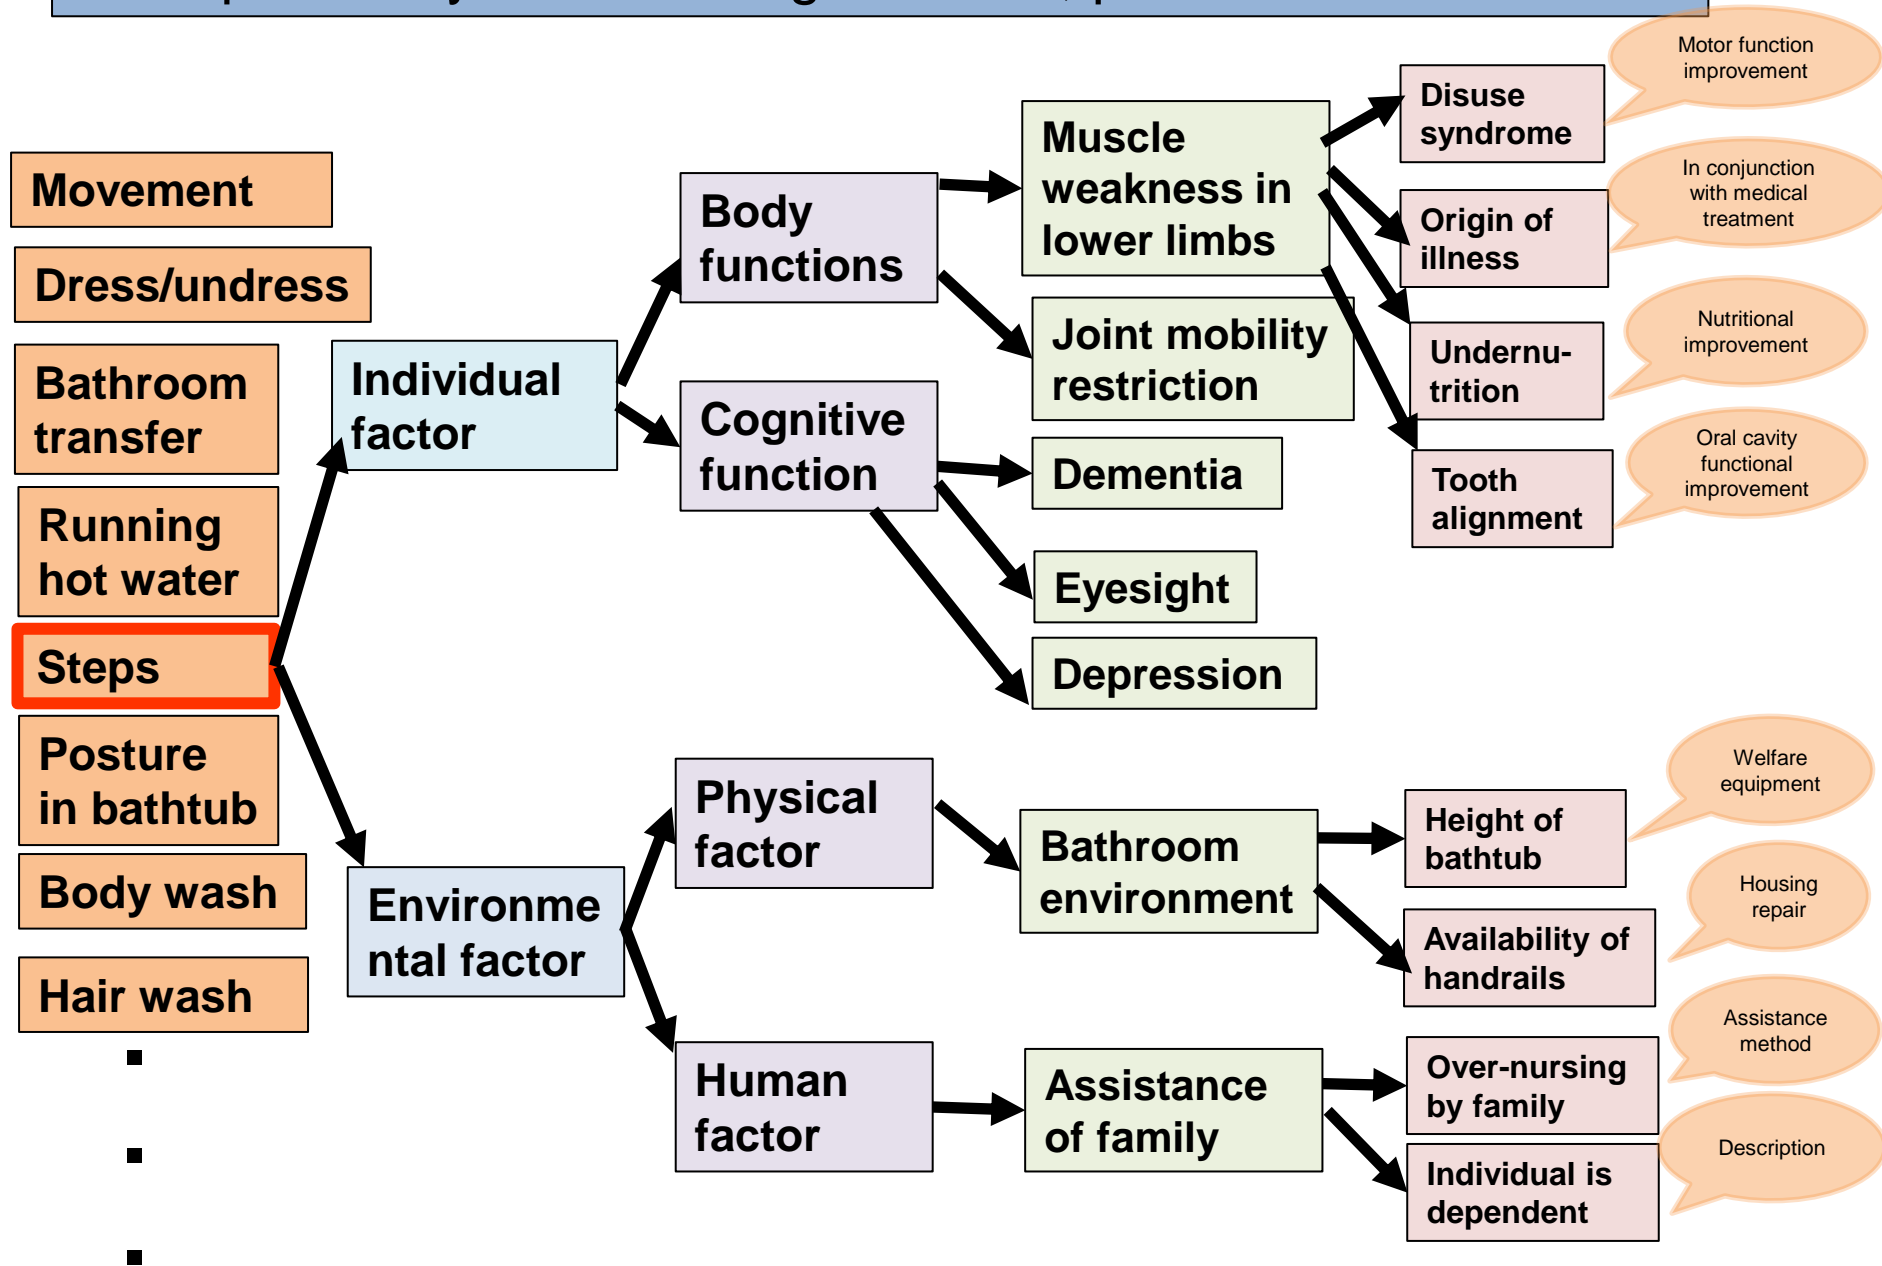 Movement
Dress/undress
Bathroom
transfer
Running
hot water
Steps
Posture
in bathtub
Body wash
Hair wash
Individual
factor
Environme
ntal factor
Body
functions
Cognitive
function
Physical
factor
Human
factor
Muscle
weakness in
lower limbs
Joint mobility
restriction
Dementia
Eyesight
Depression
Bathroom
environment
Assistance
of family
Disuse
syndrome
Origin of
illness
Undernu-
trition
Tooth
alignment
Height of
bathtub
Availability of
handrails
Over-nursing
by family
Individual is
dependent
Motor function
improvement
In conjunction
with medical
treatment
Nutritional
improvement
Oral cavity
functional
improvement
Welfare
equipment
Housing
repair
Assistance
method
Description